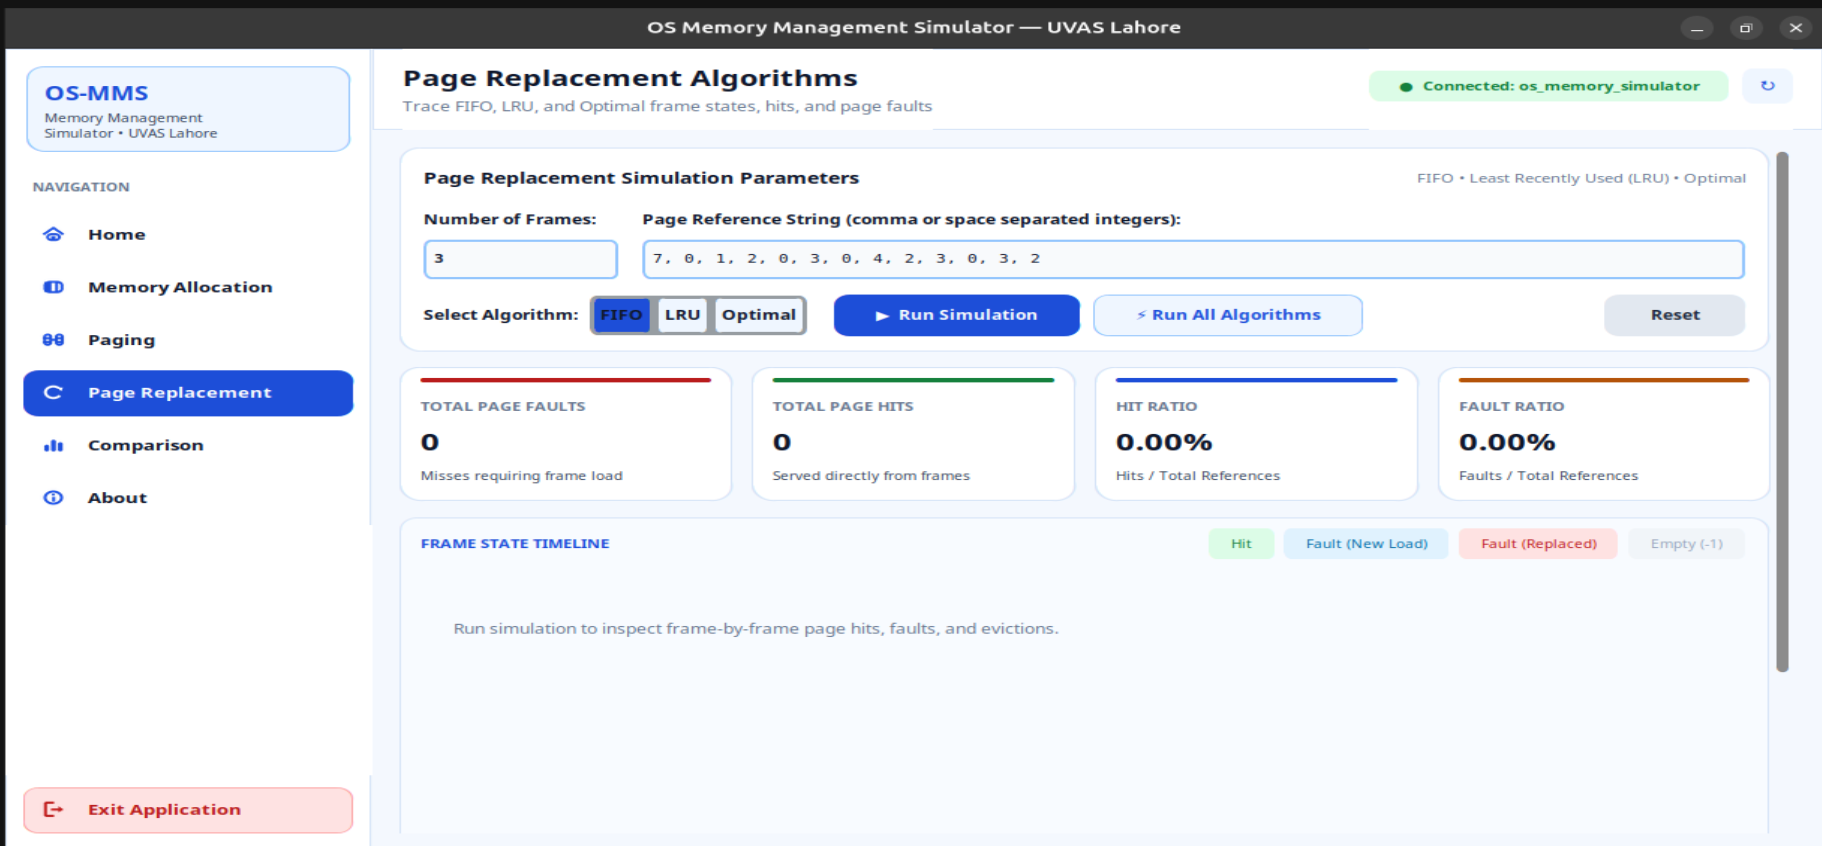 OS Memory Management Simulator — UVAS Lahore
OS-MMS
Memory Management
Simulator • UVAS Lahore
NAVIGATION
Home
Memory Allocation
Paging
Page Replacement
Comparison
About
Exit Application
Page Replacement Algorithms
Trace FIFO, LRU, and Optimal frame states, hits, and page faults
● Connected: os_memory_simulator
↻
Page Replacement Simulation Parameters
FIFO • Least Recently Used (LRU) • Optimal
Number of Frames:
Page Reference String (comma or space separated integers):
3
7, 0, 1, 2, 0, 3, 0, 4, 2, 3, 0, 3, 2
Select Algorithm:
FIFO
LRU
Optimal
► Run Simulation
⚡ Run All Algorithms
Reset
TOTAL PAGE FAULTS
0
Misses requiring frame load
TOTAL PAGE HITS
0
Served directly from frames
HIT RATIO
0.00%
Hits / Total References
FAULT RATIO
0.00%
Faults / Total References
FRAME STATE TIMELINE
Hit
Fault (New Load)
Fault (Replaced)
Empty (-1)
Run simulation to inspect frame-by-frame page hits, faults, and evictions.